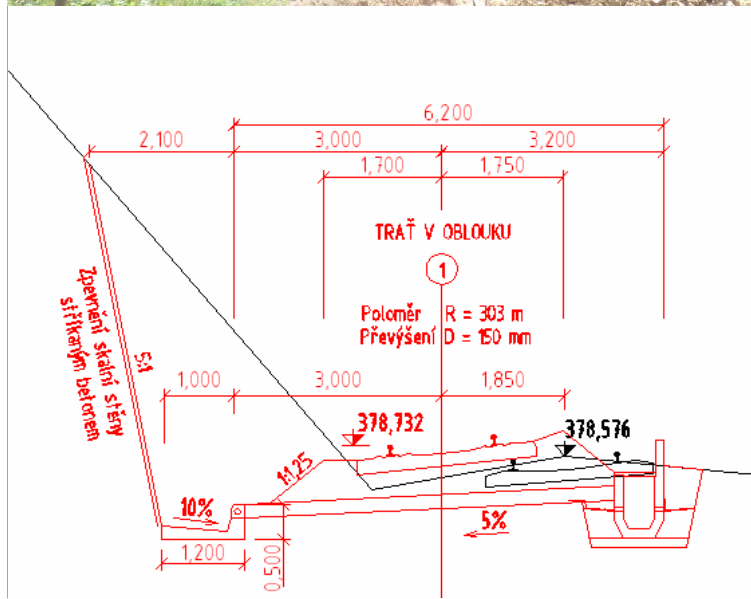 6,200
2,100 3,000 3,200
1,700 1,750
TRAŤ V OBLOUKU
1
Poloměr R = 303 m
Převýšení D = 150 mm
Zpevnění skalní stěny
stříkaným betonem
5:1
1,000 3,000 1,850
378,732 378,576
1:1,25
10%
5%
1,200
0,500